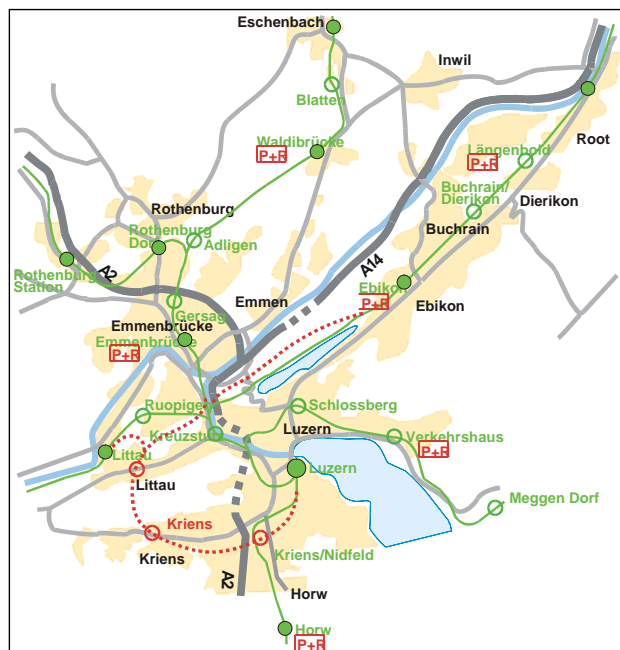 Eschenbach
Inwil
Blatten
Waldibrücke
P+R
Längenbold
P+R
Root
Buchrain/
Dierikon
Dierikon
Rothenburg
Rothenburg
Dorf
Adligen
Buchrain
A14
Rothenburg
Station
A2
Ebikon
P+R
Ebikon
Emmen
Gersag
Emmenbrücke
Emmenbrücke
P+R
Ruopigen
Schlossberg
Kreuzstutz
Luzern
Verkehrshaus
P+R
Littau
Littau
Luzern
Meggen Dorf
Kriens
Kriens
Kriens/Nidfeld
A2
Horw
Horw
P+R